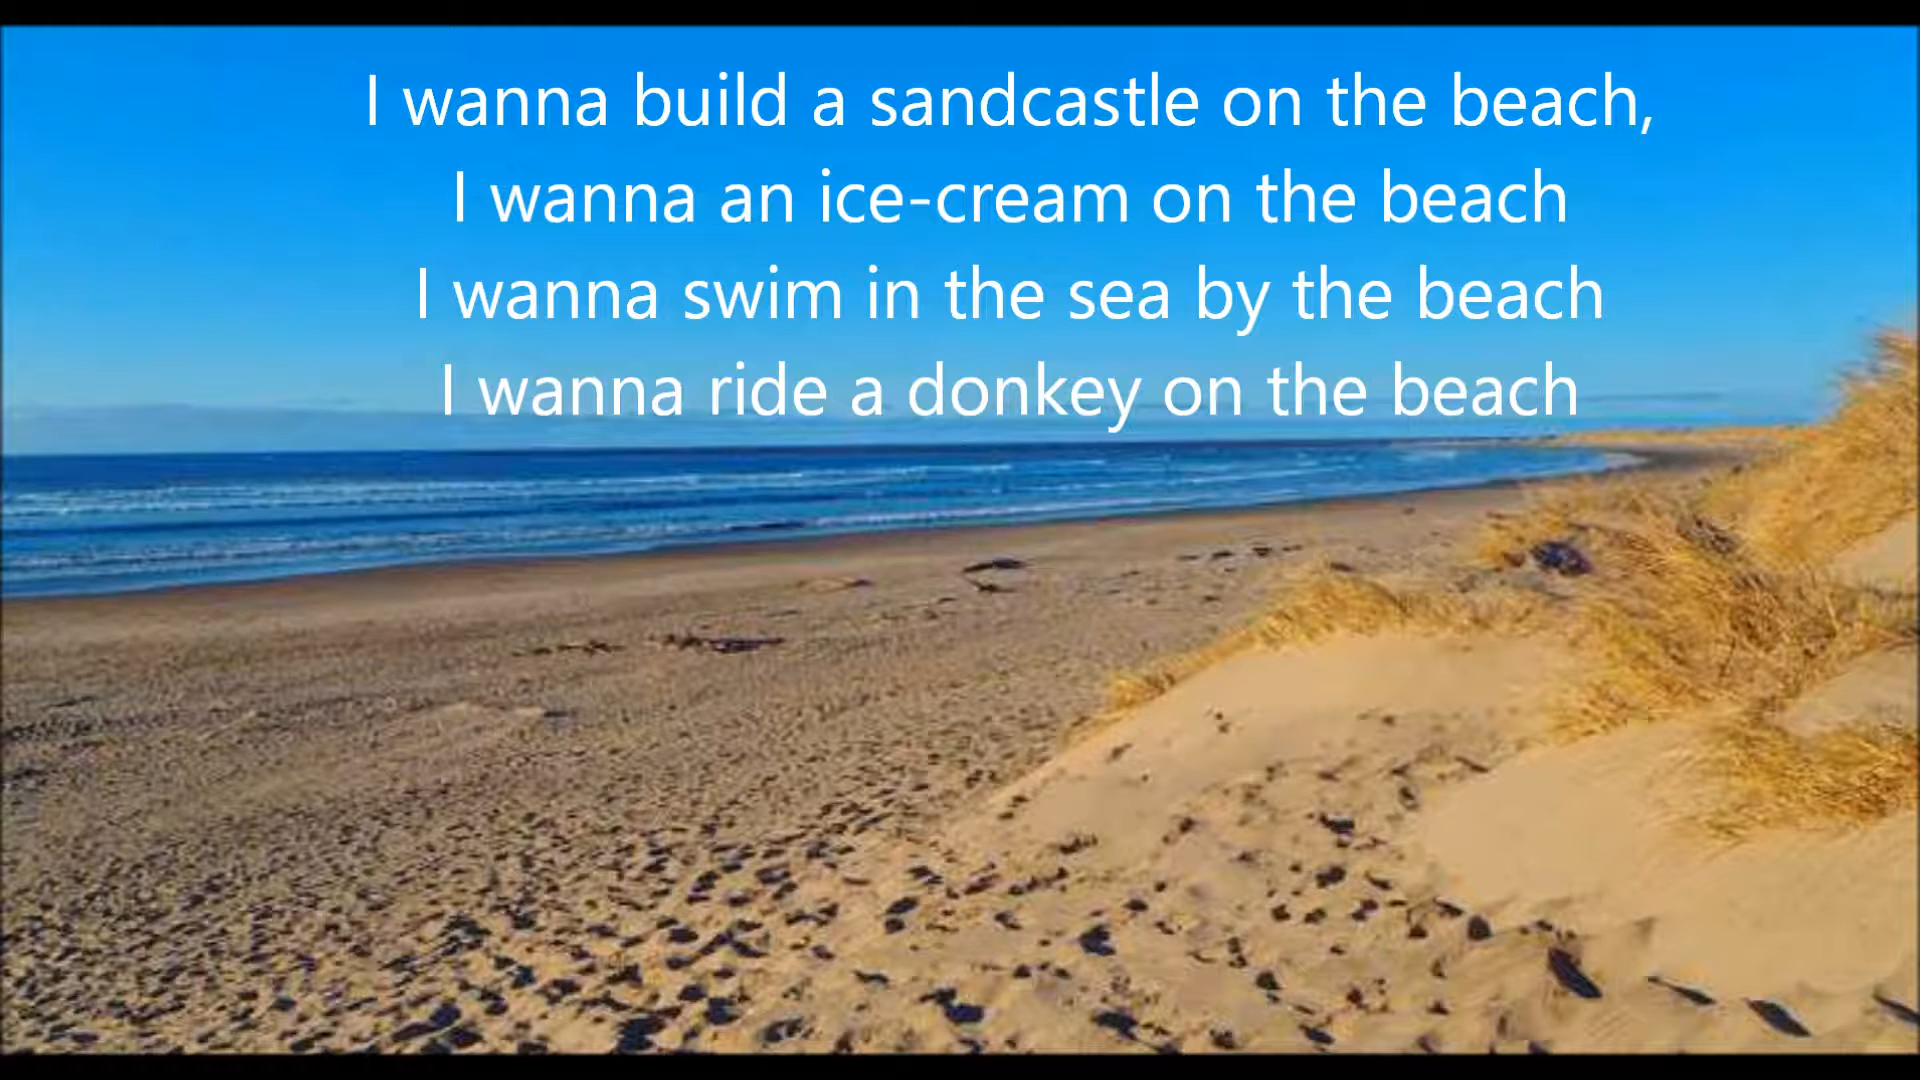 I wanna build a sandcastle on the beach,
I wanna an ice-cream on the beach
I wanna swim in the sea by the beach
I wanna ride a donkey on the beach